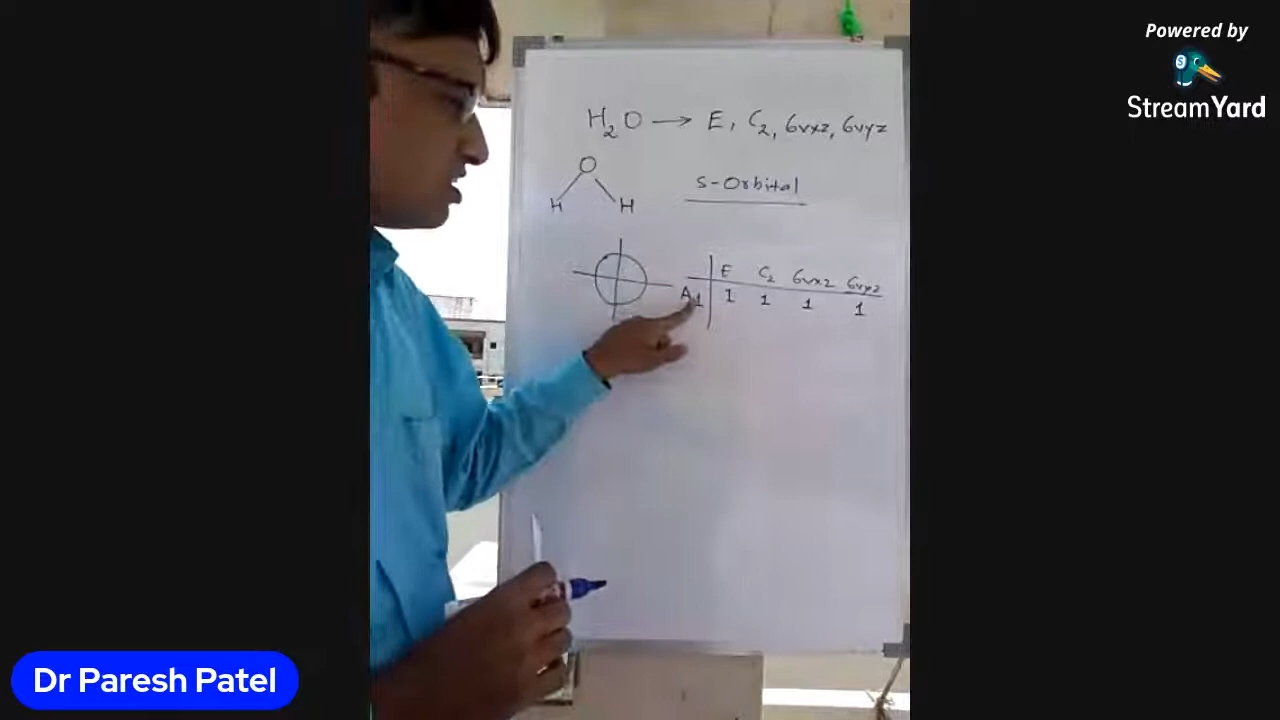 Powered by
StreamYard
H₂O → E, C₂, σvxz, σvyz
O
H H
S-Orbital
E C₂ σvxz σvyz
A₁ 1 1 1 1
Dr Paresh Patel